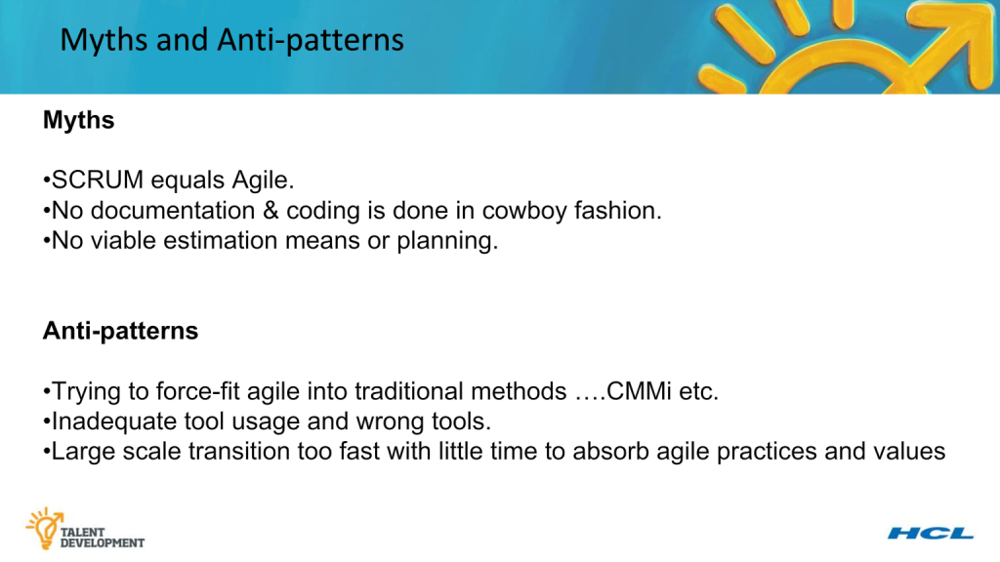 Myths and Anti-patterns
Myths
•SCRUM equals Agile.
•No documentation & coding is done in cowboy fashion.
•No viable estimation means or planning.
Anti-patterns
•Trying to force-fit agile into traditional methods ….CMMi etc.
•Inadequate tool usage and wrong tools.
•Large scale transition too fast with little time to absorb agile practices and values
TALENT
DEVELOPMENT
HCL